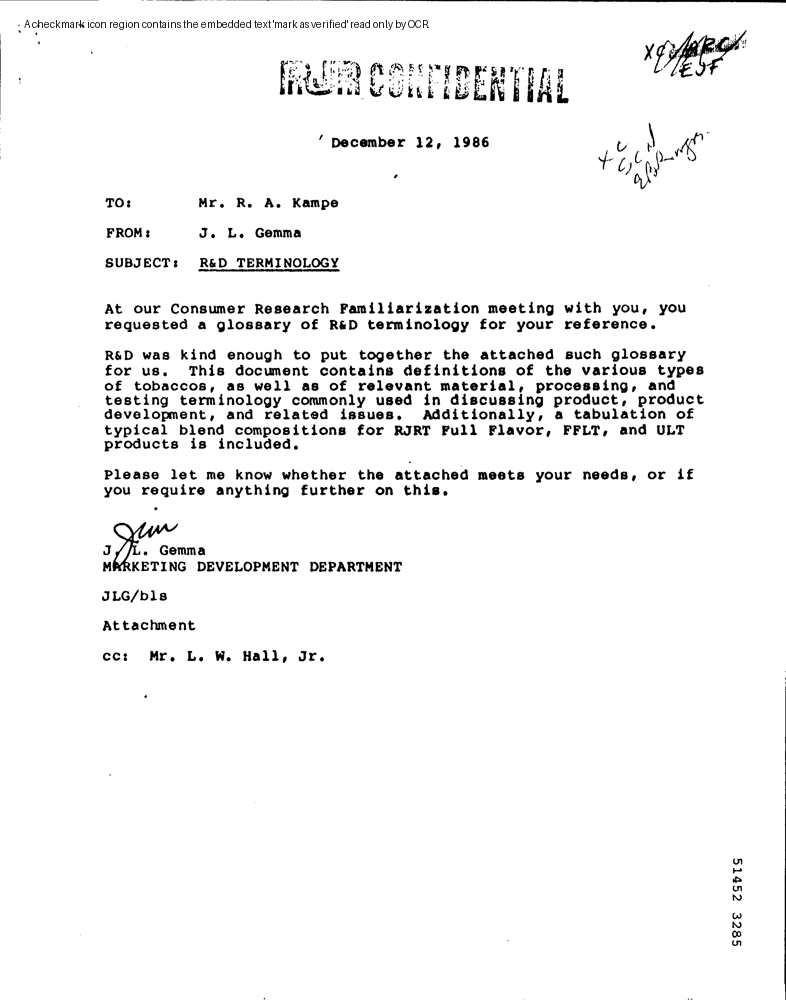 A checkmark icon region contains the embedded text 'mark as verified' read only by OCR
RJR CONFIDENTIAL
December 12, 1986
TO: Mr. R. A. Kampe
FROM: J. L. Gemma
SUBJECT: R&D TERMINOLOGY
At our Consumer Research Familiarization meeting with you, you
requested a glossary of R&D terminology for your reference.
R&D was kind enough to put together the attached such glossary
for us. This document contains definitions of the various types
of tobaccos, as well as of relevant material, processing, and
testing terminology commonly used in discussing product, product
development, and related issues. Additionally, a tabulation of
typical blend compositions for RJRT Full Flavor, FFLT, and ULT
products is included.
Please let me know whether the attached meets your needs, or if
you require anything further on this.
J. L. Gemma
MARKETING DEVELOPMENT DEPARTMENT
JLG/bls
Attachment
cc: Mr. L. W. Hall, Jr.
51452 3285